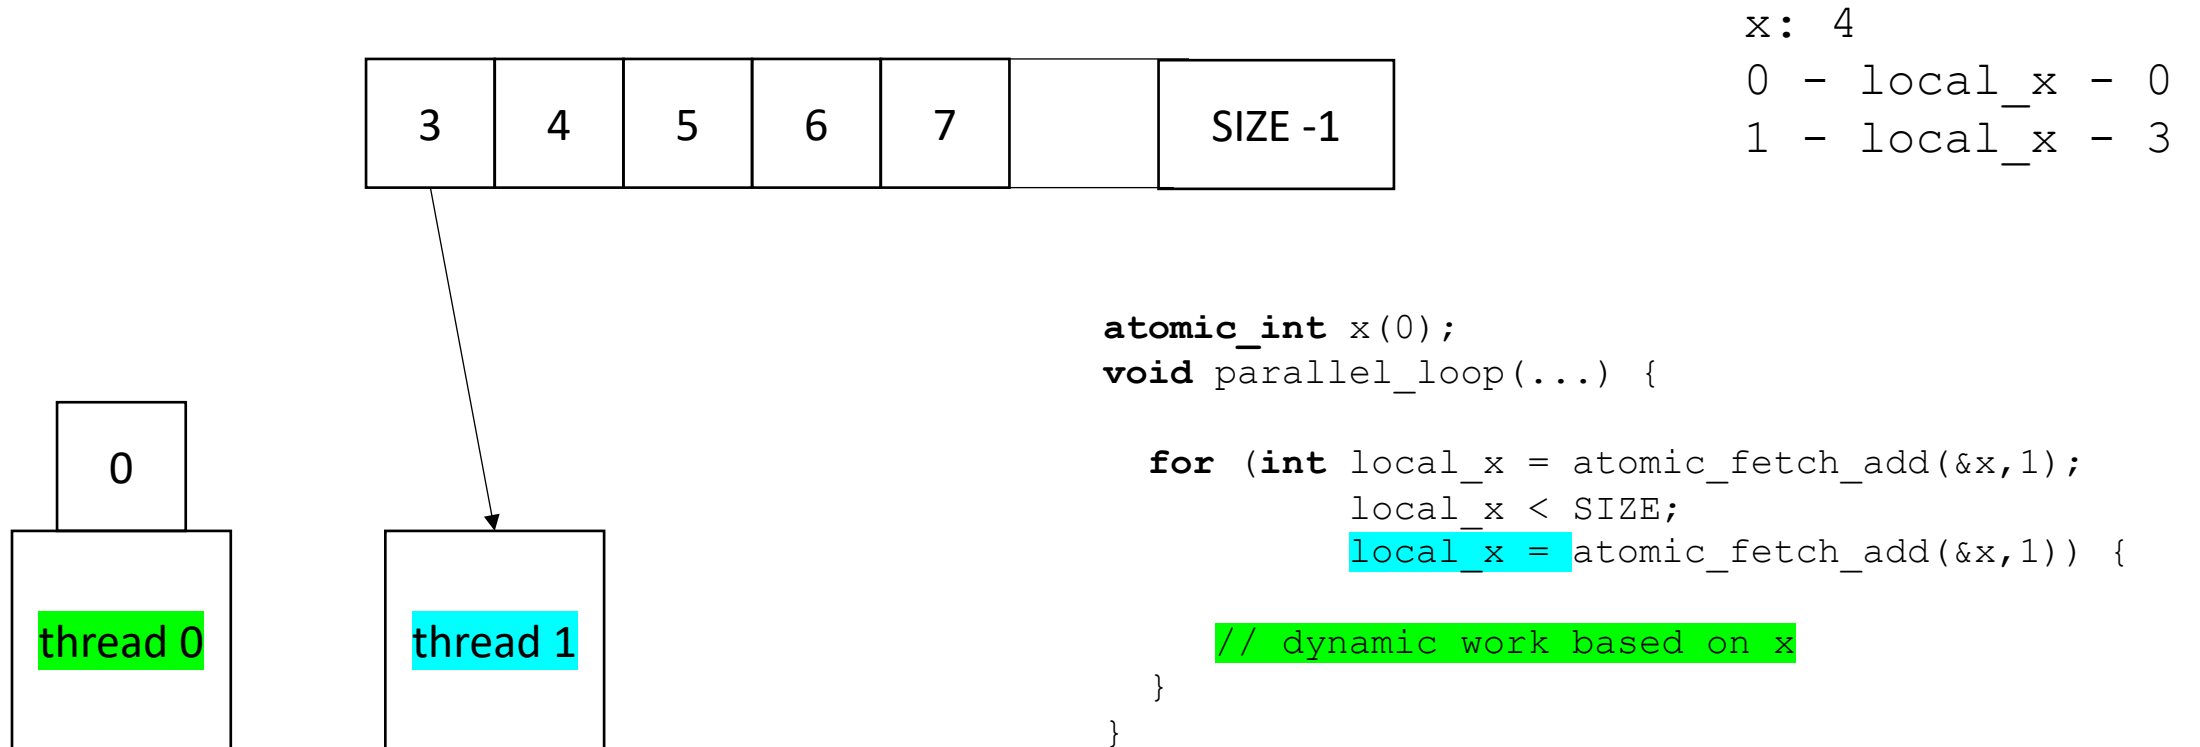 x: 4
0 - local_x - 0
1 - local_x - 3
3 4 5 6 7 SIZE -1
atomic_int x(0);
void parallel_loop(...) {
for (int local_x = atomic_fetch_add(&x,1);
local_x < SIZE;
local_x = atomic_fetch_add(&x,1)) {
// dynamic work based on x
}
}
0
thread 0
thread 1